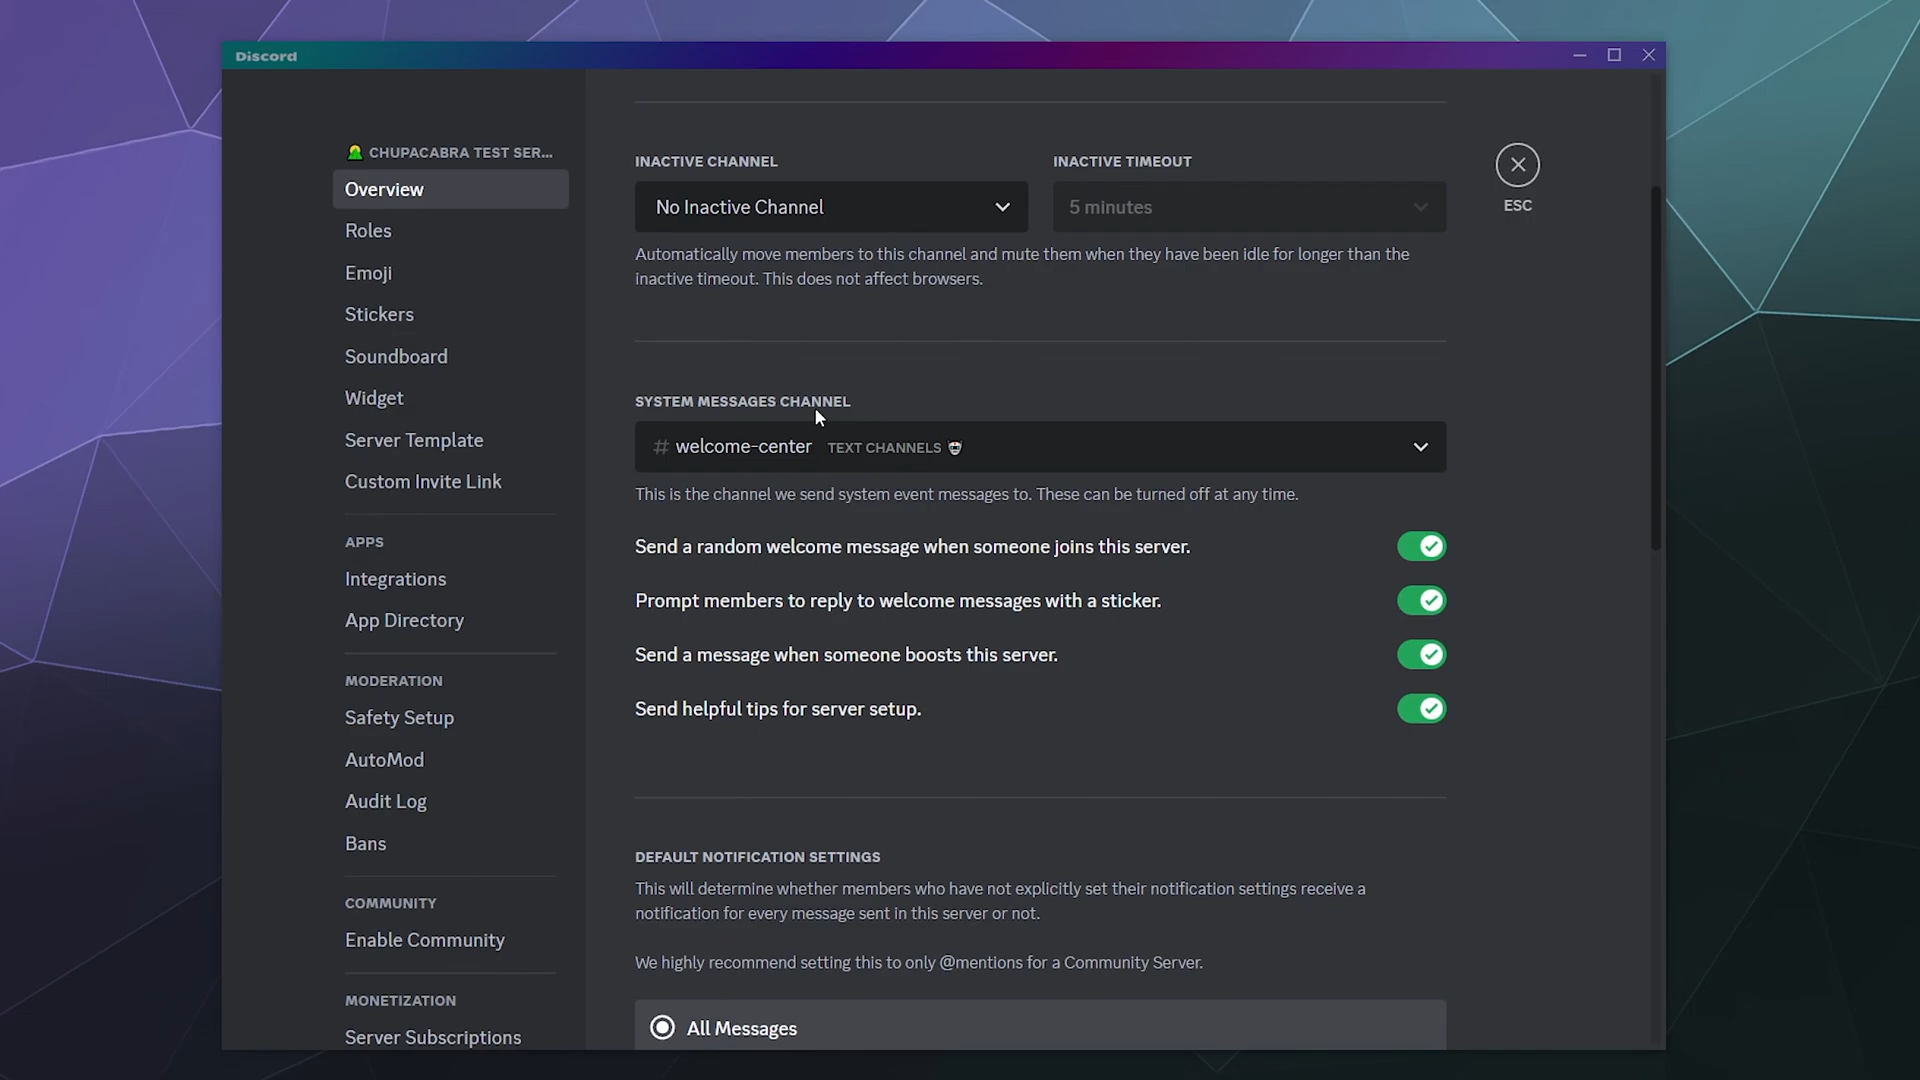 Discord
CHUPACABRA TEST SER...
Overview
Roles
Emoji
Stickers
Soundboard
Widget
Server Template
Custom Invite Link
APPS
Integrations
App Directory
MODERATION
Safety Setup
AutoMod
Audit Log
Bans
COMMUNITY
Enable Community
MONETIZATION
Server Subscriptions
INACTIVE CHANNEL
No Inactive Channel
INACTIVE TIMEOUT
5 minutes
Automatically move members to this channel and mute them when they have been idle for longer than the
inactive timeout. This does not affect browsers.
SYSTEM MESSAGES CHANNEL
# welcome-center TEXT CHANNELS
This is the channel we send system event messages to. These can be turned off at any time.
Send a random welcome message when someone joins this server.
Prompt members to reply to welcome messages with a sticker.
Send a message when someone boosts this server.
Send helpful tips for server setup.
DEFAULT NOTIFICATION SETTINGS
This will determine whether members who have not explicitly set their notification settings receive a
notification for every message sent in this server or not.
We highly recommend setting this to only @mentions for a Community Server.
All Messages
ESC